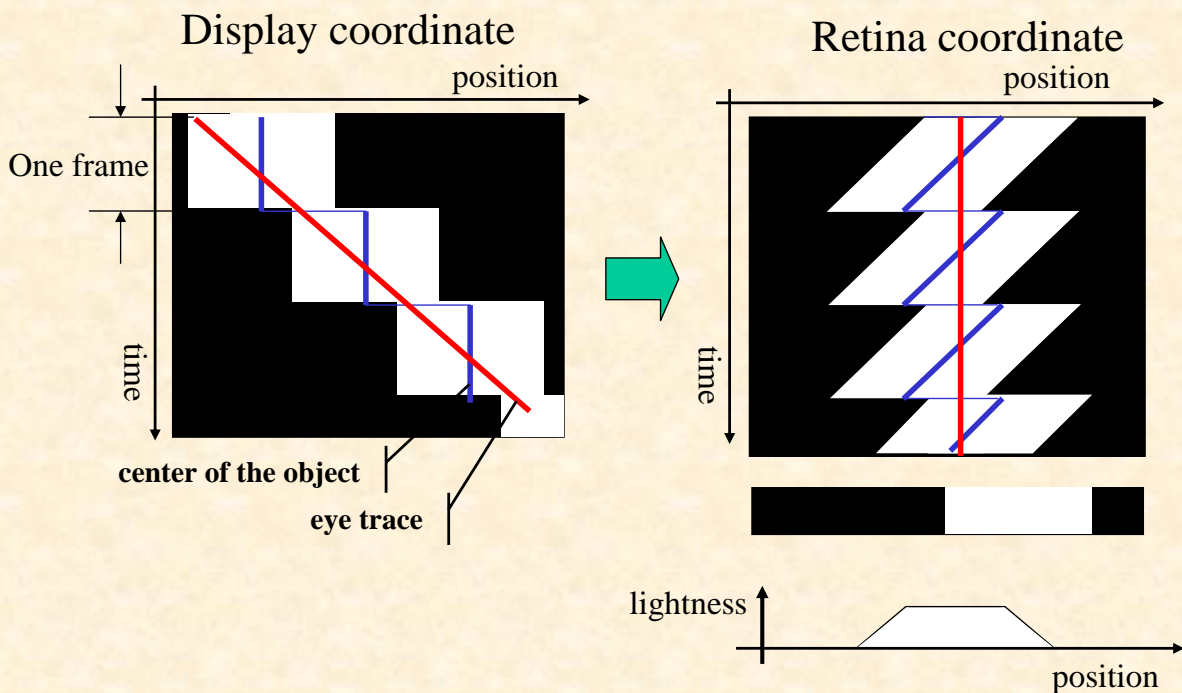 Display coordinate
position
One frame
time
center of the object
eye trace
Retina coordinate
position
time
lightness
position